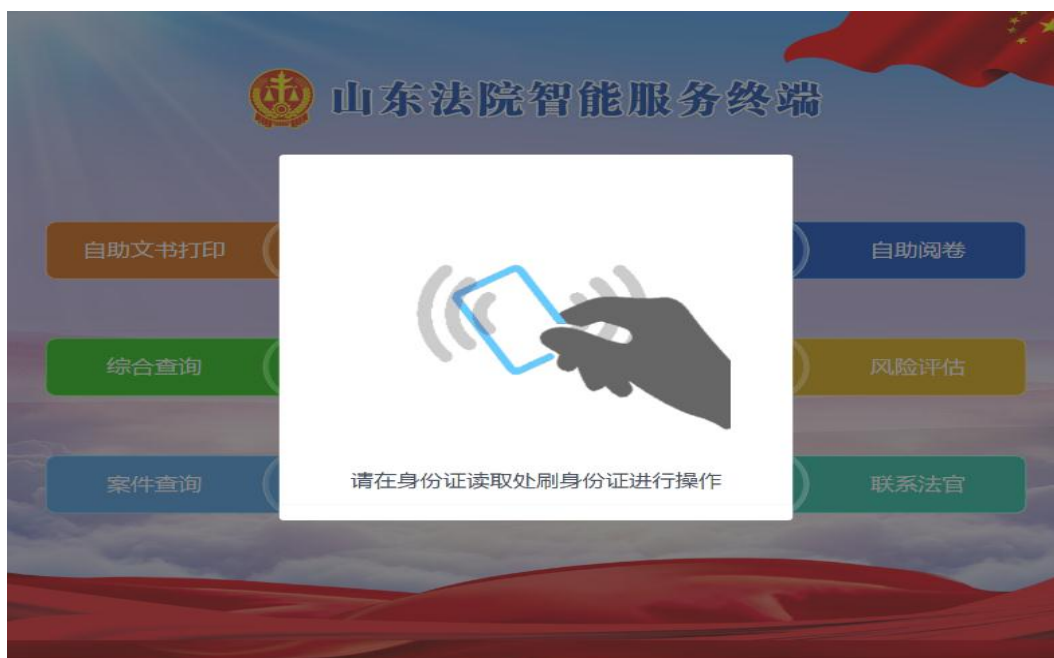 山东法院智能服务终端
自助文书打印
自助阅卷
综合查询
风险评估
案件查询
请在身份证读取处刷身份证进行操作
联系法官